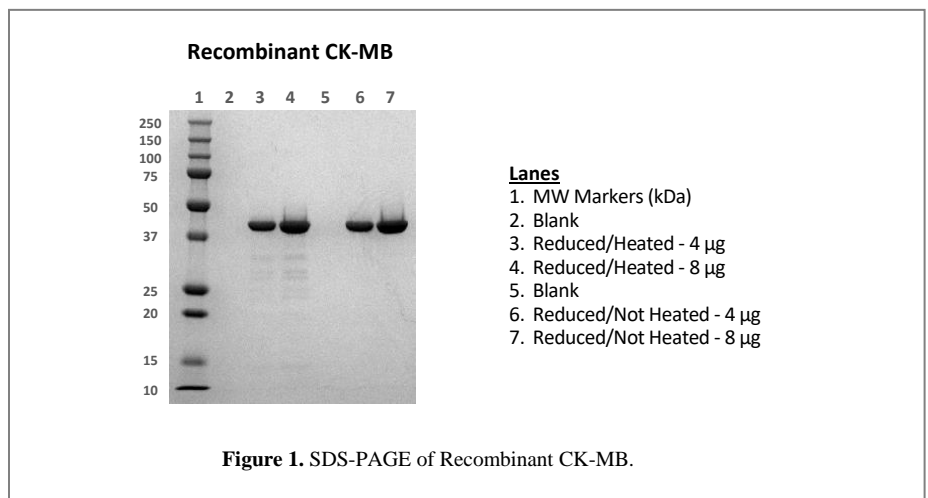 Recombinant CK-MB
1 2 3 4 5 6 7
250
150
100
75
50
37
25
20
15
10
Lanes
1. MW Markers (kDa)
2. Blank
3. Reduced/Heated - 4 µg
4. Reduced/Heated - 8 µg
5. Blank
6. Reduced/Not Heated - 4 µg
7. Reduced/Not Heated - 8 µg
Figure 1. SDS-PAGE of Recombinant CK-MB.